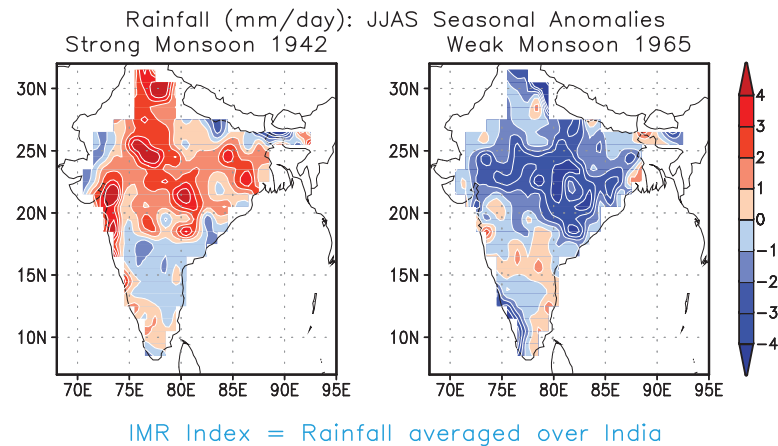 Rainfall (mm/day): JJAS Seasonal Anomalies
Strong Monsoon 1942
Weak Monsoon 1965
30N
25N
20N
15N
10N
70E 75E 80E 85E 90E 95E
30N
25N
20N
15N
10N
70E 75E 80E 85E 90E 95E
4
3
2
1
0
-1
-2
-3
-4
IMR Index = Rainfall averaged over India